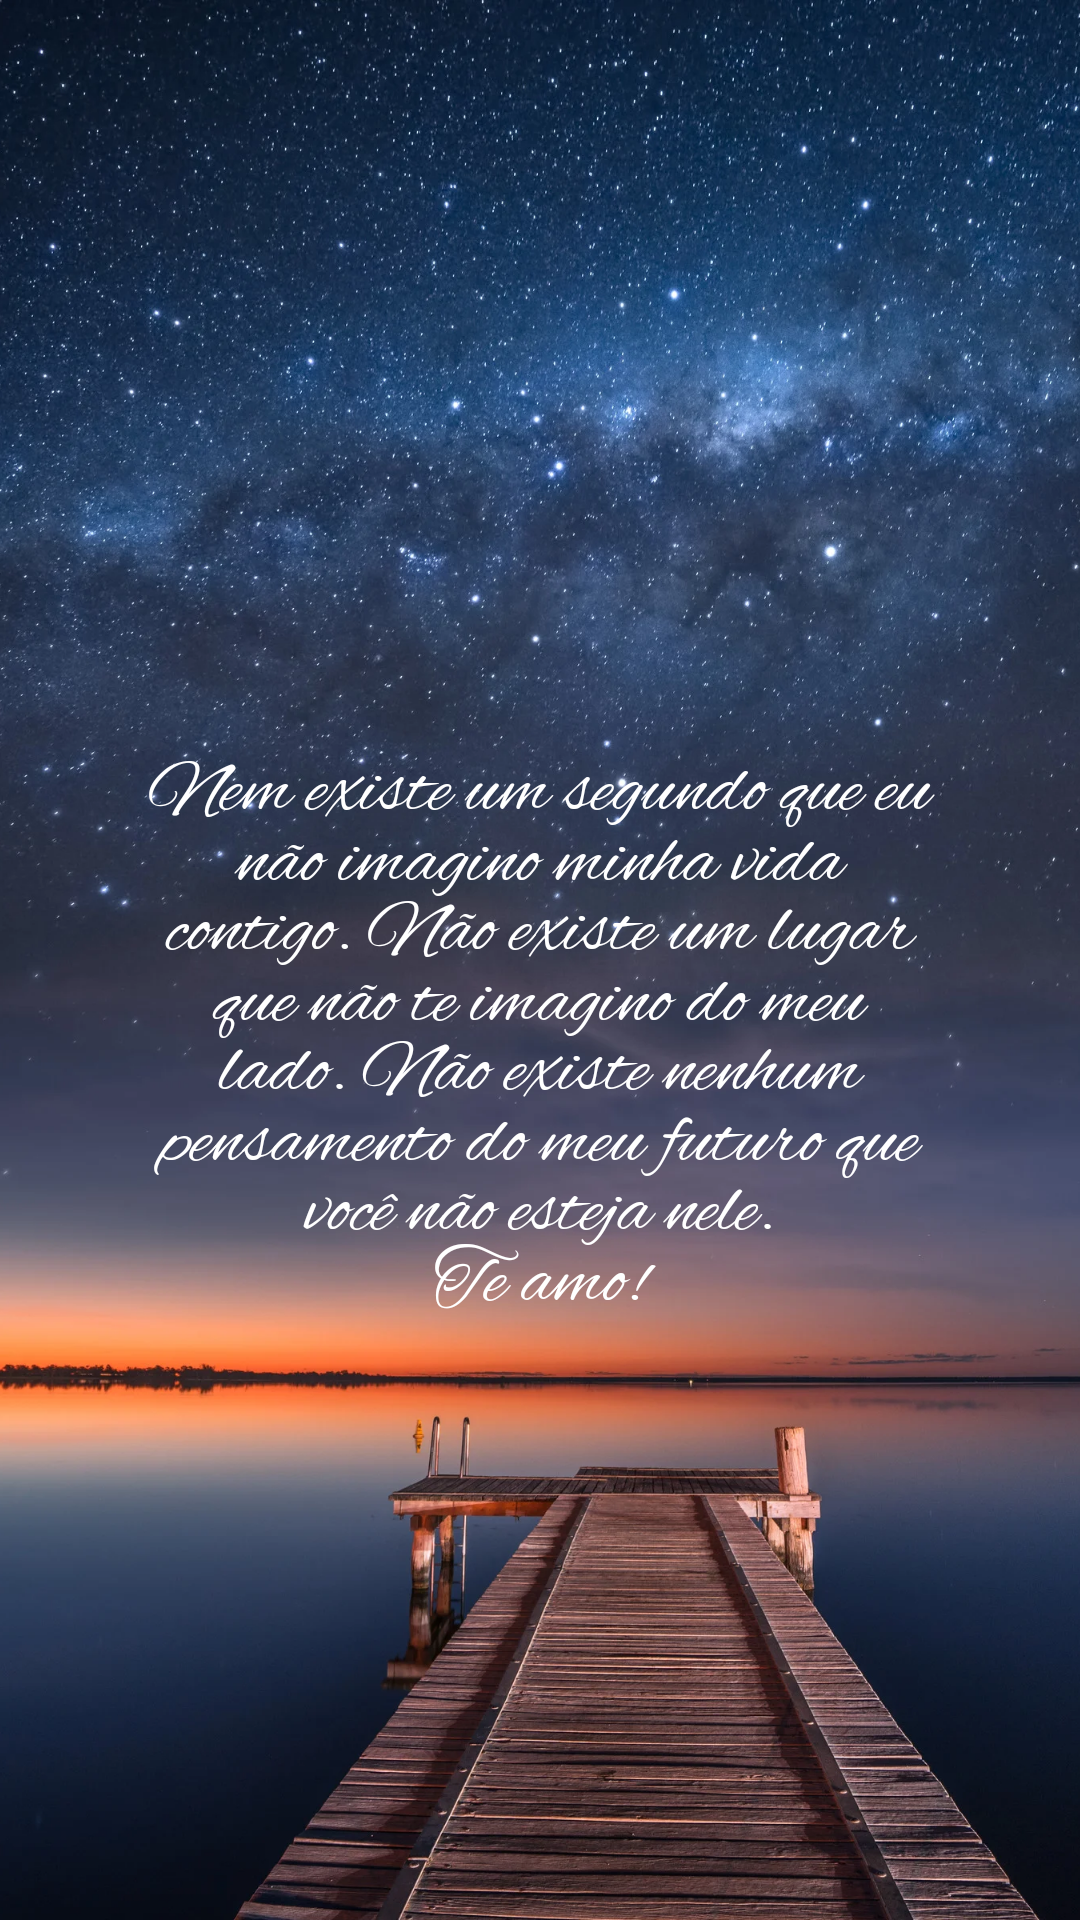 Nem existe um segundo que eu
não imagino minha vida
contigo. Não existe um lugar
que não te imagino do meu
lado. Não existe nenhum
pensamento do meu futuro que
você não esteja nele.
Te amo!